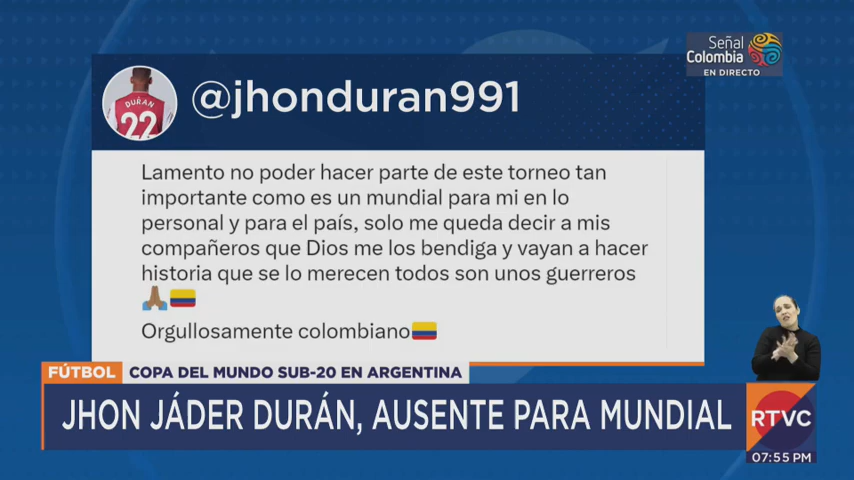 Señal
Colombia
EN DIRECTO
DURÁN
22
@jhonduran991
Lamento no poder hacer parte de este torneo tan
importante como es un mundial para mi en lo
personal y para el país, solo me queda decir a mis
compañeros que Dios me los bendiga y vayan a hacer
historia que se lo merecen todos son unos guerreros
🙏🏽🇨🇴
Orgullosamente colombiano🇨🇴
FÚTBOL COPA DEL MUNDO SUB-20 EN ARGENTINA
JHON JÁDER DURÁN, AUSENTE PARA MUNDIAL
RTVC
07:55 PM